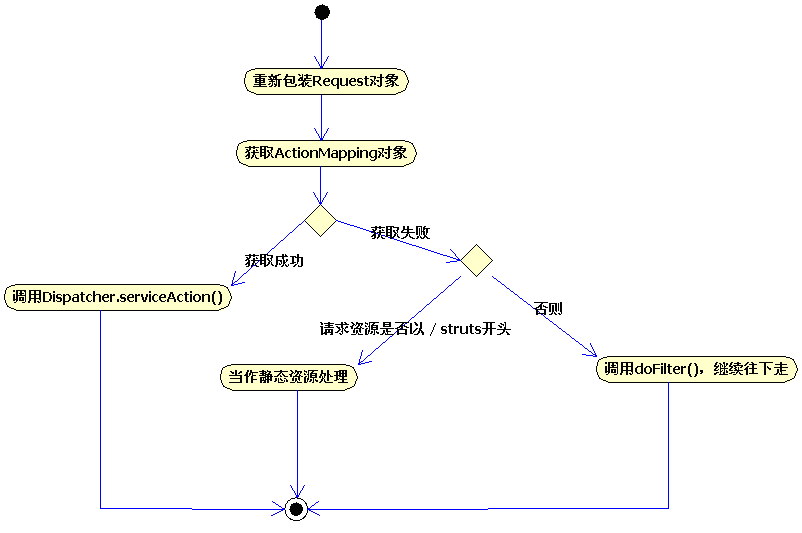 重新包装Request对象
获取ActionMapping对象
获取失败
获取成功
调用Dispatcher.serviceAction()
否则
请求资源是否以 / struts开头
当作静态资源处理
调用doFilter()，继续往下走